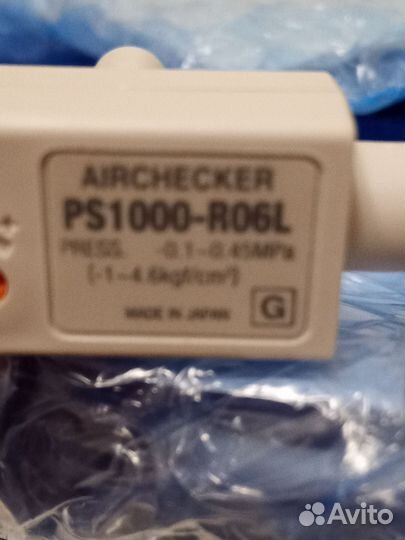 AIRCHECKER
PS1000-R06L
PRESS. -0.1~0.45MPa
(-1~4.6kgf/cm²)
MADE IN JAPAN G
Avito